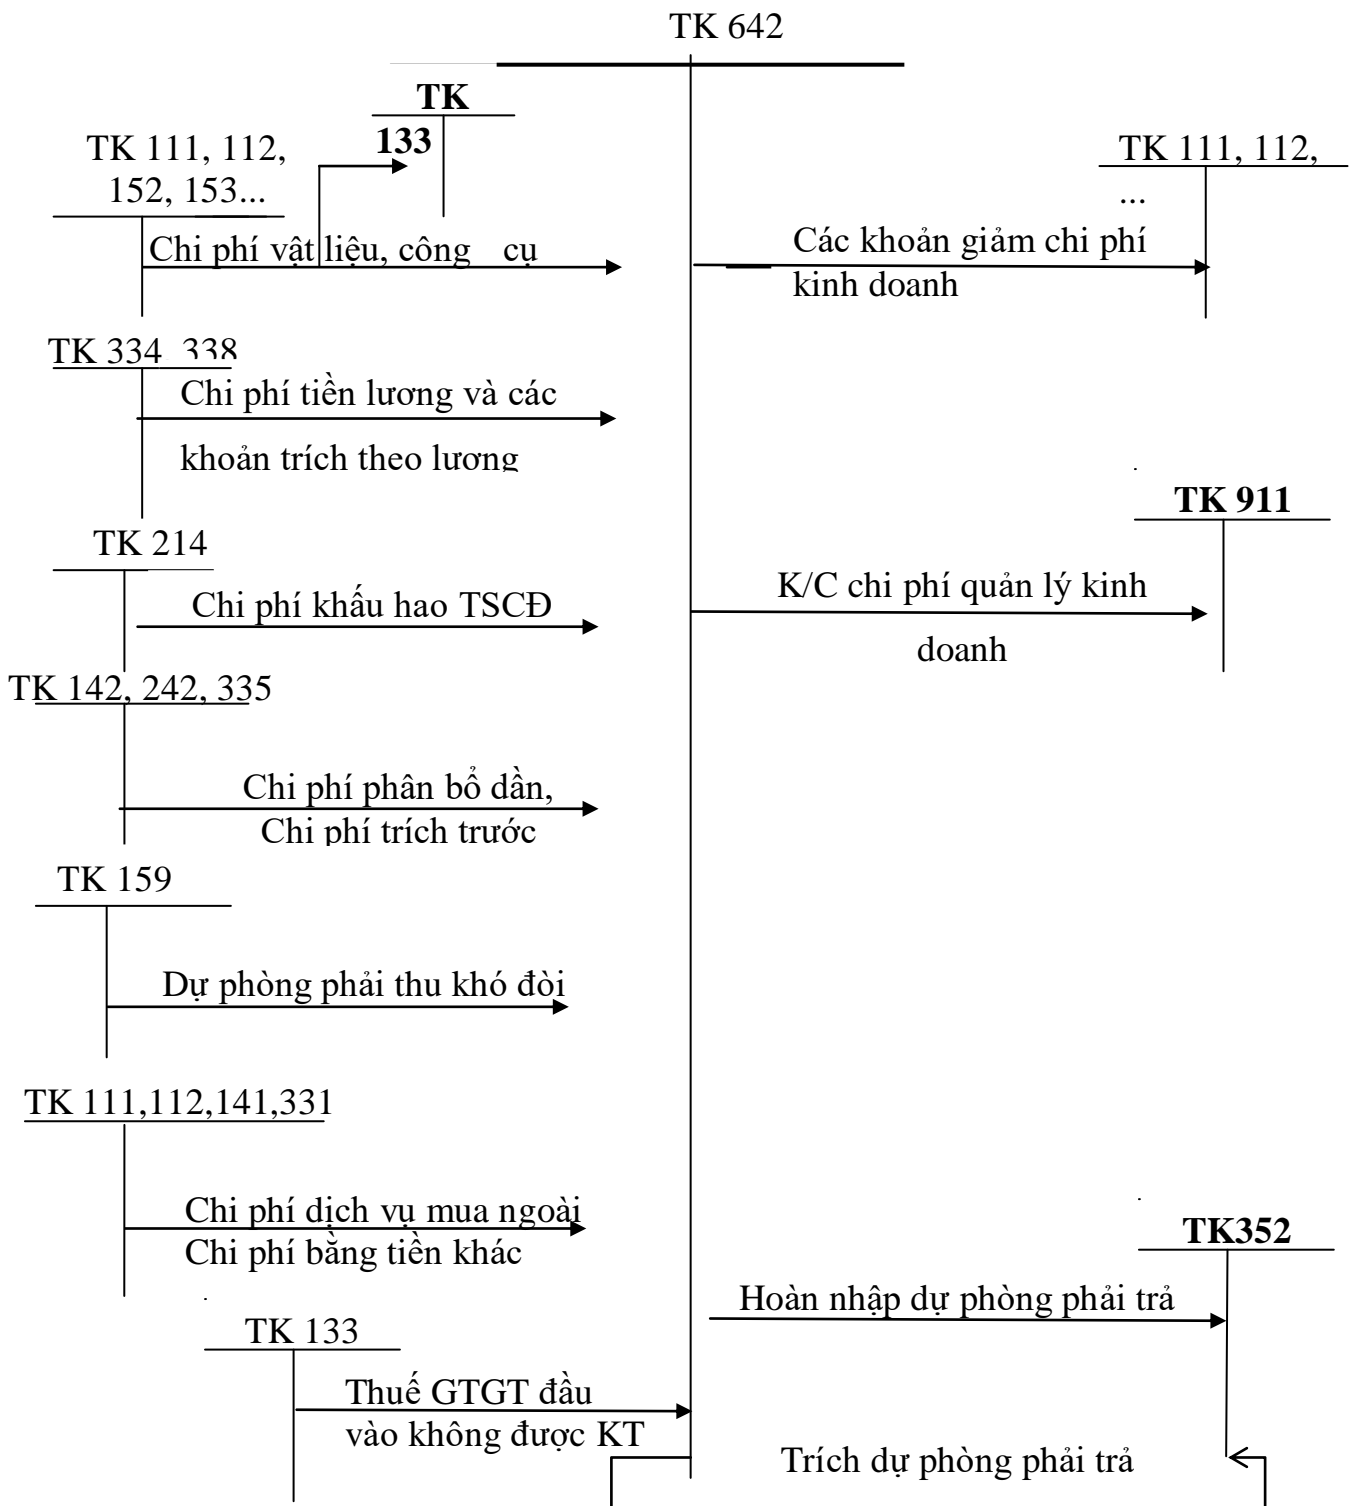 TK 642
TK
133
TK 111, 112,
152, 153...
Chi phí vật liệu, công cụ
TK 111, 112,
...
Các khoản giảm chi phí
kinh doanh
TK 334 338
Chi phí tiền lương và các
khoản trích theo lương
TK 911
TK 214
Chi phí khấu hao TSCĐ
K/C chi phí quản lý kinh
doanh
TK 142, 242, 335
Chi phí phân bổ dần,
Chi phí trích trước
TK 159
Dự phòng phải thu khó đòi
TK 111,112,141,331
Chi phí dịch vụ mua ngoài
Chi phí bằng tiền khác
TK352
Hoàn nhập dự phòng phải trả
TK 133
Thuế GTGT đầu
vào không được KT
Trích dự phòng phải trả